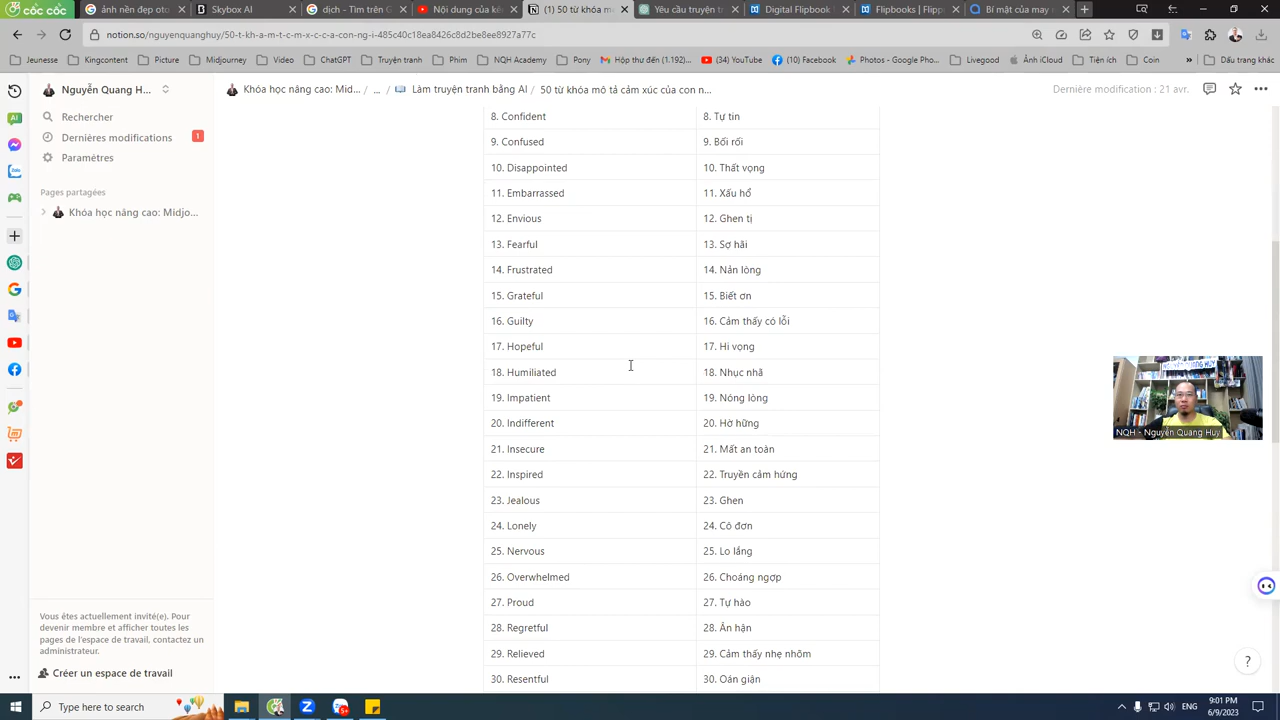 cốc cốc
ảnh nền đẹp oto
Skybox AI
dịch - Tìm trên G
Nội dung của kê
(1) 50 từ khóa m
Yêu cầu truyện tr
Digital Flipbook
Flipbooks | Flipp
Bí mật của may
notion.so/nguyenquanghuy/50-t-kh-a-m-t-c-m-x-c-c-a-con-ng-i-485c40c18ea8426c8d2be8ee8937a77c
Jeunesse
Kingcontent
Picture
Midjourney
Video
ChatGPT
Truyện tranh
Phim
NQH Academy
Pony
Hộp thư đến (1.192)...
(34) YouTube
(10) Facebook
Photos - Google Pho...
Livegood
Ảnh iCloud
Tiện ích
Coin
Dấu trang khác
Nguyễn Quang H...
Rechercher
Dernières modifications
1
Paramètres
Pages partagées
Khóa học nâng cao: Midjo...
Vous êtes actuellement invité(e). Pour
devenir membre et afficher toutes les
pages de l'espace de travail, contactez un
administrateur.
Créer un espace de travail
Khóa học nâng cao: Mid... / ... / Làm truyện tranh bằng AI / 50 từ khóa mô tả cảm xúc của con n...
Dernière modification : 21 avr.
8. Confident 8. Tự tin
9. Confused 9. Bối rối
10. Disappointed 10. Thất vọng
11. Embarrassed 11. Xấu hổ
12. Envious 12. Ghen tị
13. Fearful 13. Sợ hãi
14. Frustrated 14. Nản lòng
15. Grateful 15. Biết ơn
16. Guilty 16. Cảm thấy có lỗi
17. Hopeful 17. Hi vọng
18. Humiliated 18. Nhục nhã
19. Impatient 19. Nóng lòng
20. Indifferent 20. Hờ hững
21. Insecure 21. Mất an toàn
22. Inspired 22. Truyền cảm hứng
23. Jealous 23. Ghen
24. Lonely 24. Cô đơn
25. Nervous 25. Lo lắng
26. Overwhelmed 26. Choáng ngợp
27. Proud 27. Tự hào
28. Regretful 28. Ân hận
29. Relieved 29. Cảm thấy nhẹ nhõm
30. Resentful 30. Oán giận
NGUYỄN QUANG HUY
NQH - Nguyễn Quang Huy
?
Type here to search
ENG
9:01 PM
6/9/2023